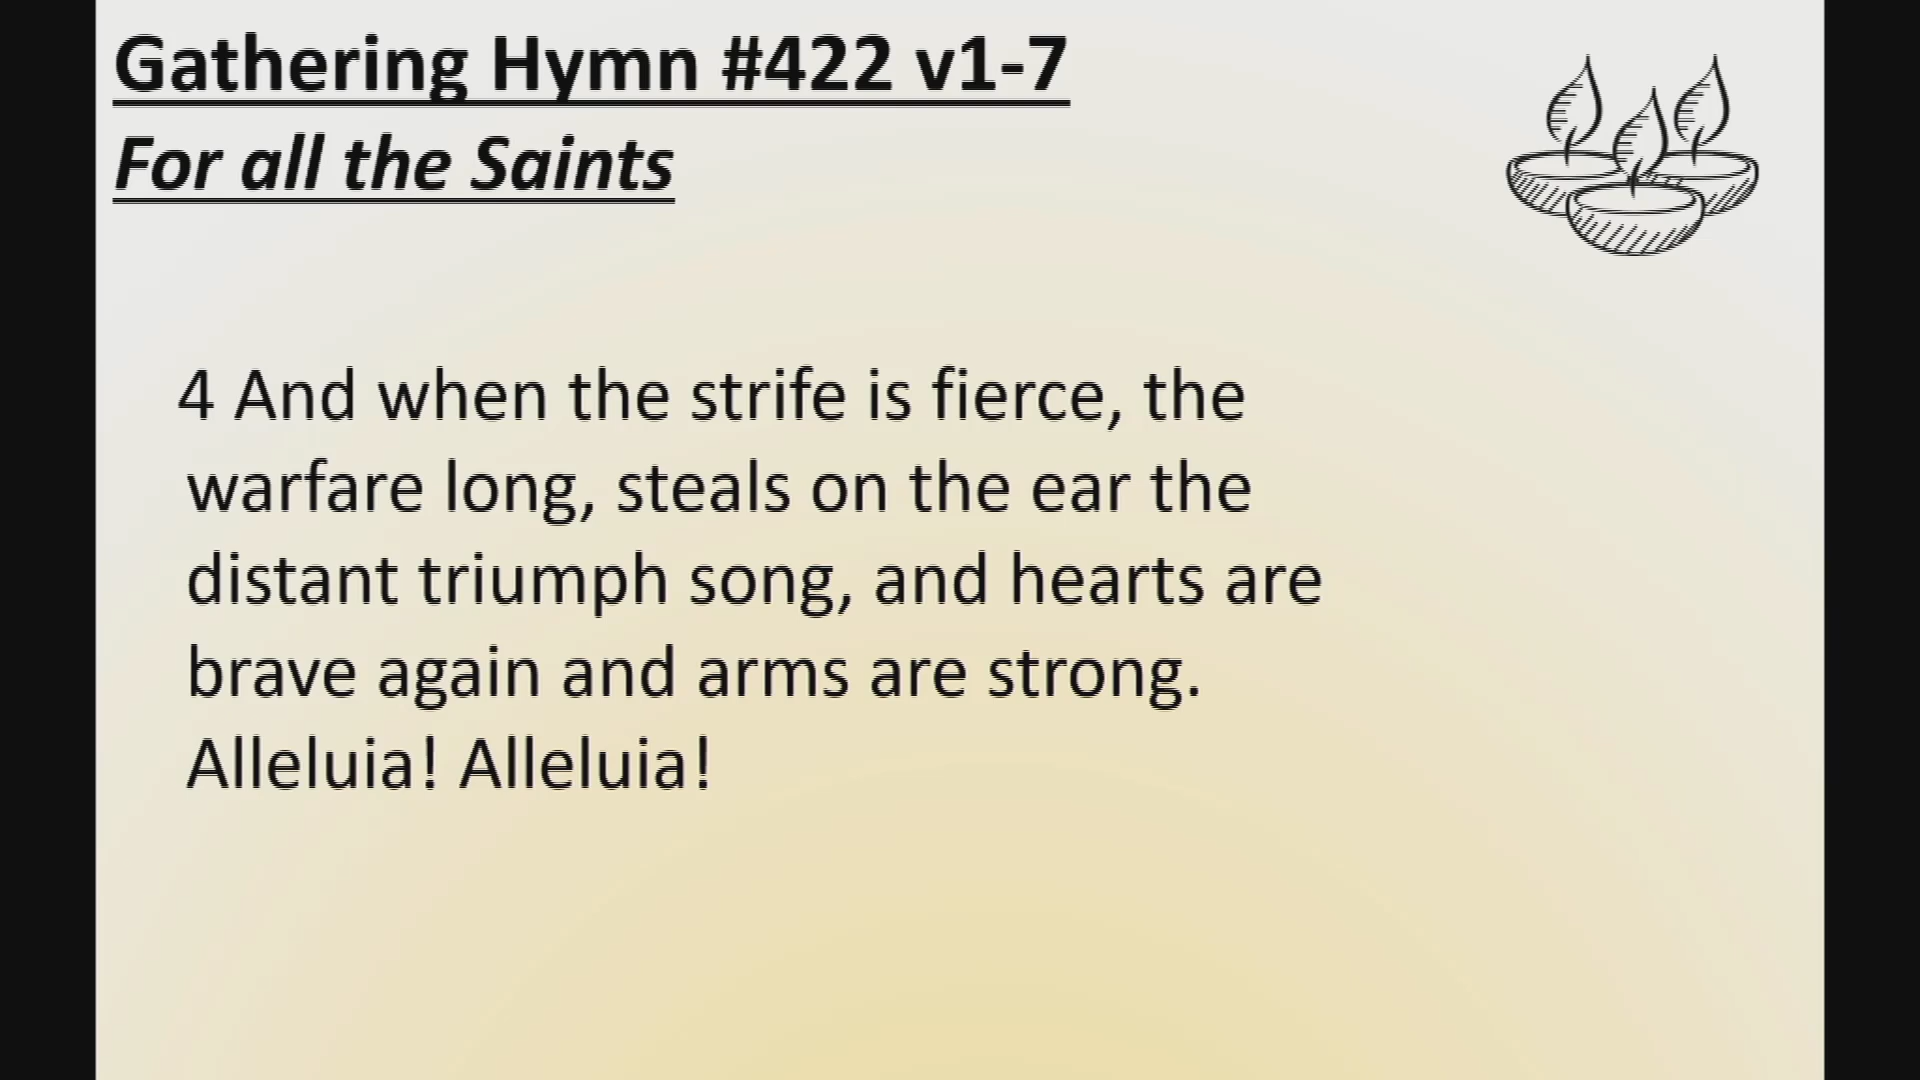 Gathering Hymn #422 v1-7
For all the Saints
4 And when the strife is fierce, the
warfare long, steals on the ear the
distant triumph song, and hearts are
brave again and arms are strong.
Alleluia! Alleluia!